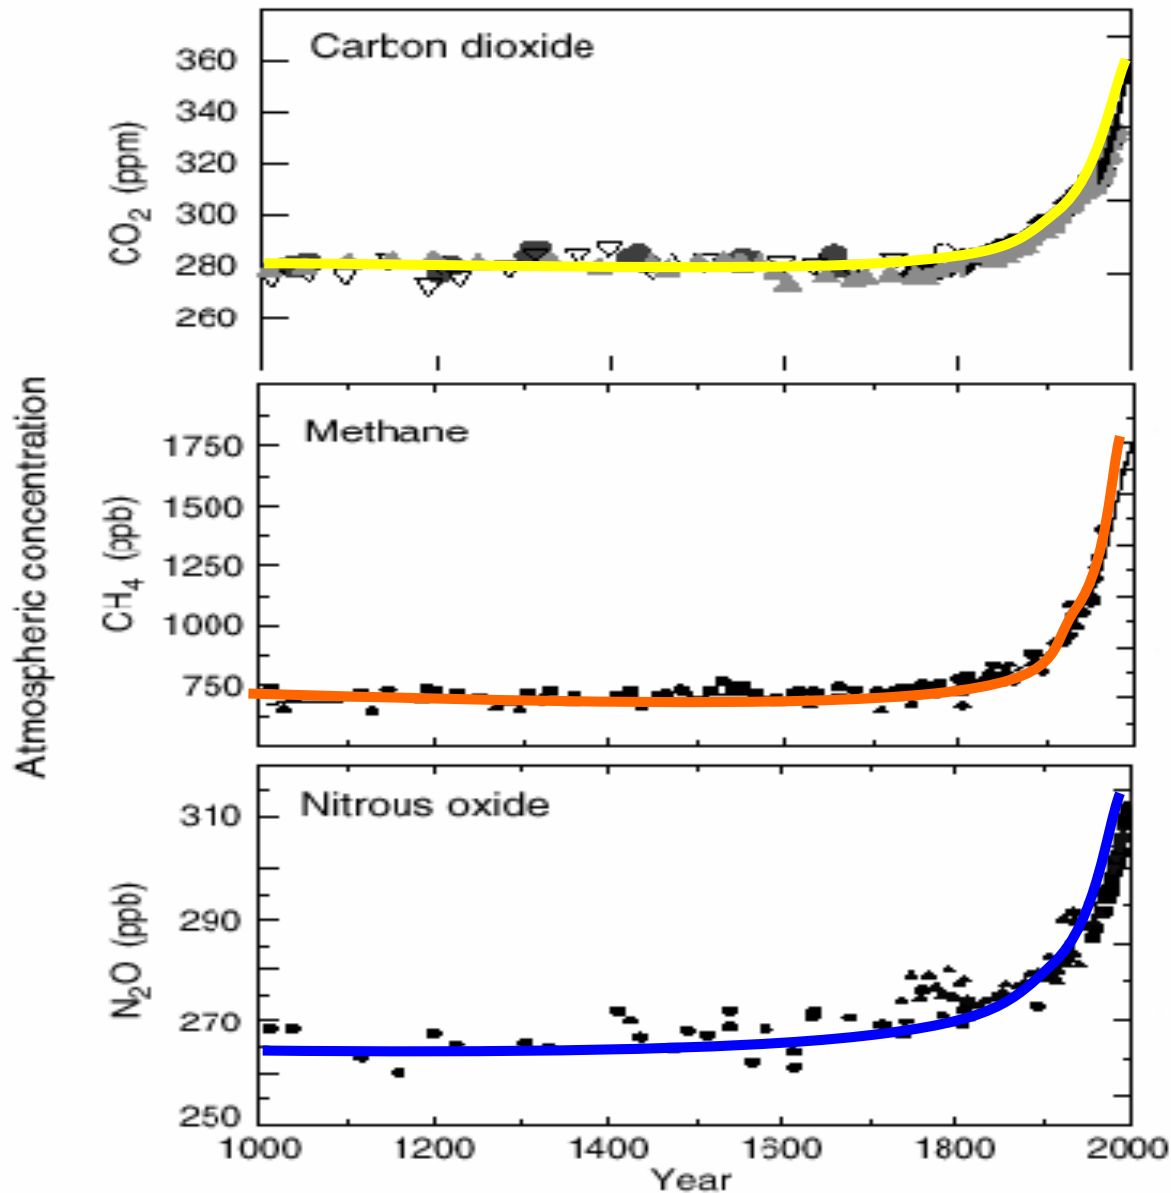 Carbon dioxide
360
340
320
300
280
260
CO₂ (ppm)
Atmospheric concentration
Methane
1750
1500
1250
1000
750
CH₄ (ppb)
Nitrous oxide
310
290
270
250
N₂O (ppb)
1000 1200 1400 1600 1800 2000
Year